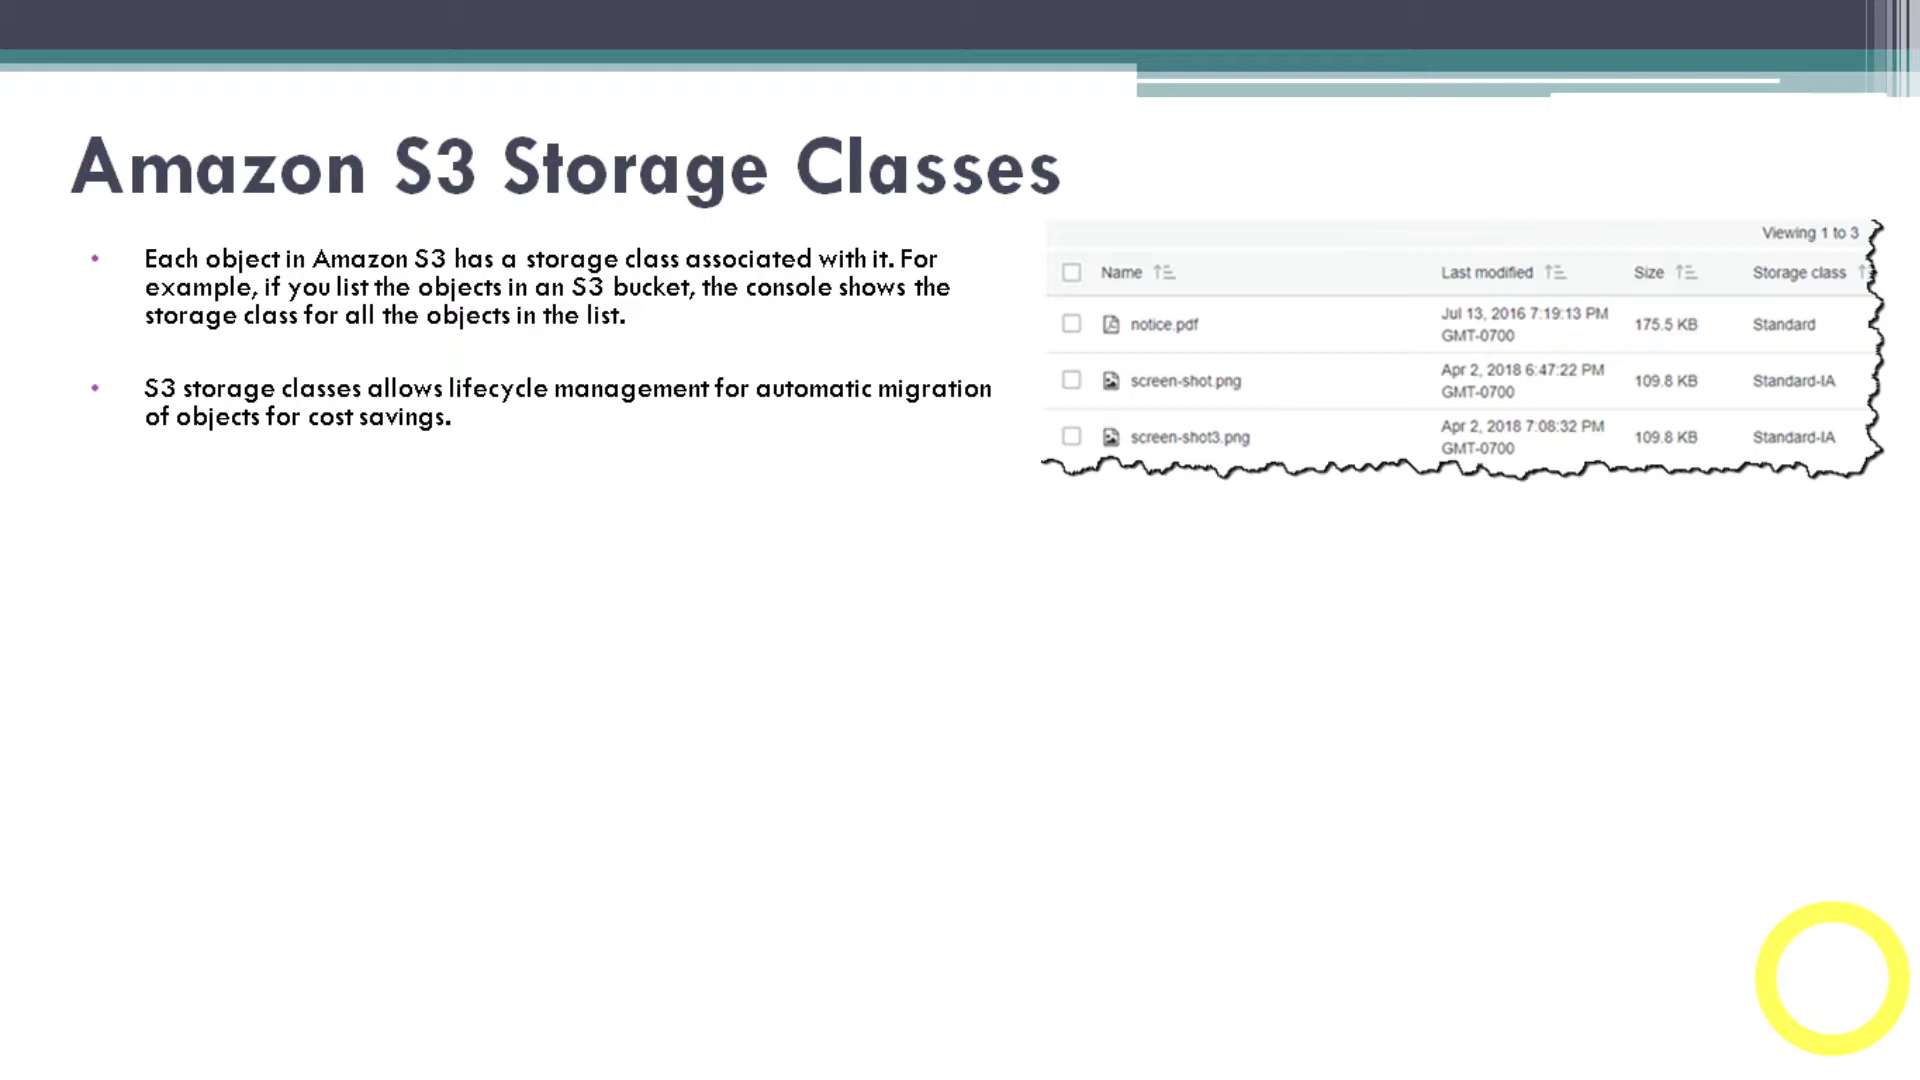 Amazon S3 Storage Classes
• Each object in Amazon S3 has a storage class associated with it. For
example, if you list the objects in an S3 bucket, the console shows the
storage class for all the objects in the list.
• S3 storage classes allows lifecycle management for automatic migration
of objects for cost savings.
Viewing 1 to 3
Name Last modified Size Storage class
notice.pdf Jul 13, 2016 7:19:13 PM GMT-0700 175.5 KB Standard
screen-shot.png Apr 2, 2018 6:47:22 PM GMT-0700 109.8 KB Standard-IA
screen-shot3.png Apr 2, 2018 7:08:32 PM GMT-0700 109.8 KB Standard-IA